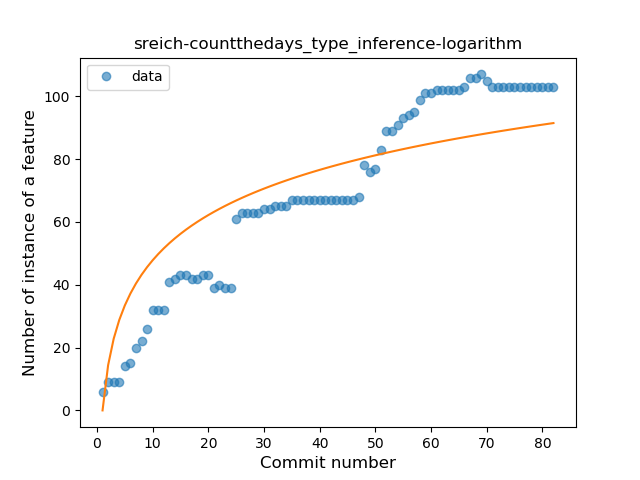 sreich-countthedays_type_inference-logarithm
data
Number of instance of a feature
100
80
60
40
20
0
0 10 20 30 40 50 60 70 80
Commit number